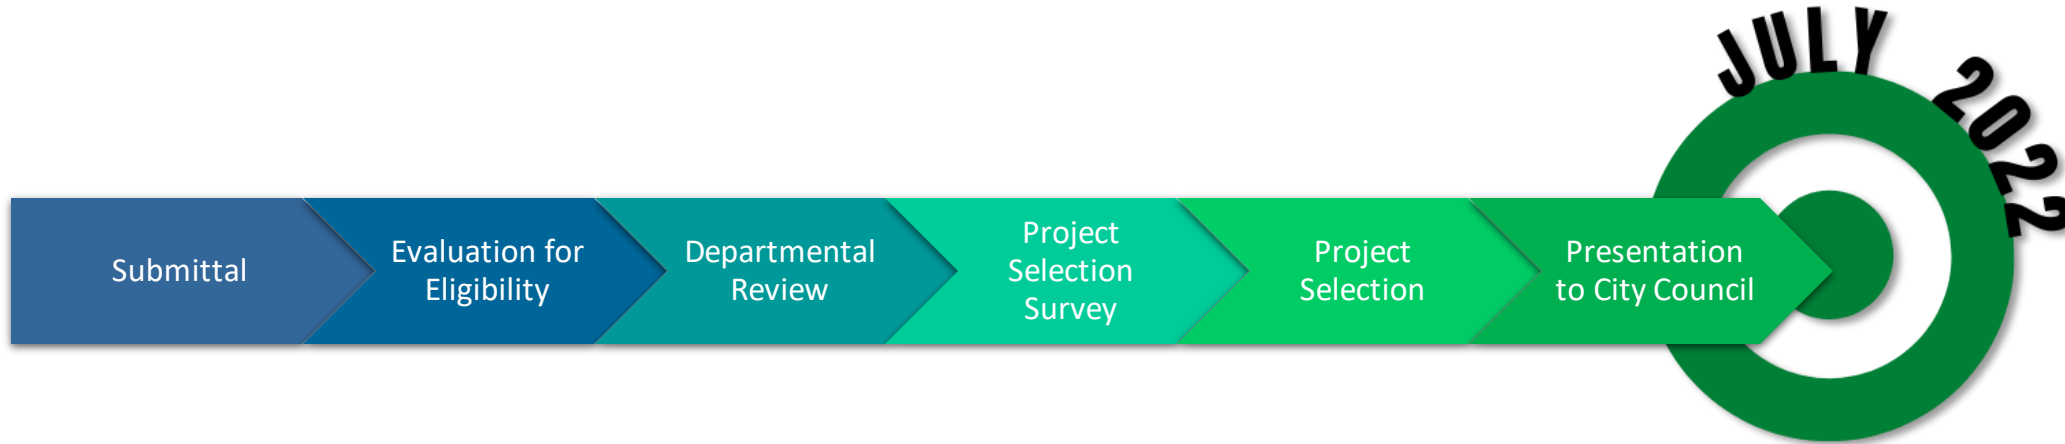 JULY 2022
Submittal
Evaluation for
Eligibility
Departmental
Review
Project
Selection
Survey
Project
Selection
Presentation
to City Council